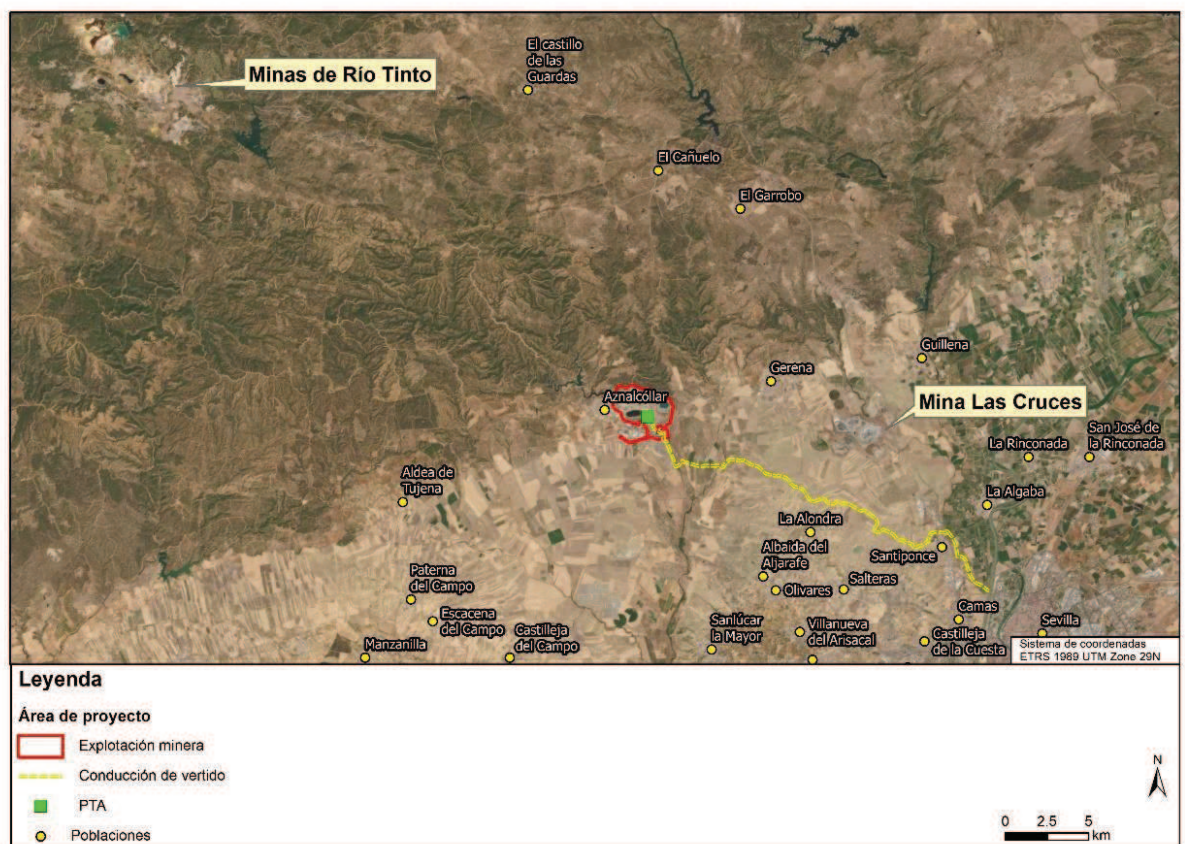 El castillo
de las
Guardas
Minas de Río Tinto
El Cañuelo
El Garrobo
Guillena
Gerena
Aznalcóllar
Mina Las Cruces
San José de
la Rinconada
La Rinconada
Aldea de
Tujena
La Algaba
La Alondra
Santiponce
Albaida del
Aljarafe
Olivares
Salteras
Paterna
del Campo
Escacena
del Campo
Camas
Sevilla
Sanlúcar
la Mayor
Villanueva
del Arisacal
Castilleja
de la Cuesta
Manzanilla
Castilleja
del Campo
Sistema de coordenadas
ETRS 1989 UTM Zone 29N
Leyenda
Área de proyecto
Explotación minera
Conducción de vertido
PTA
Poblaciones
N
0 2.5 5
km